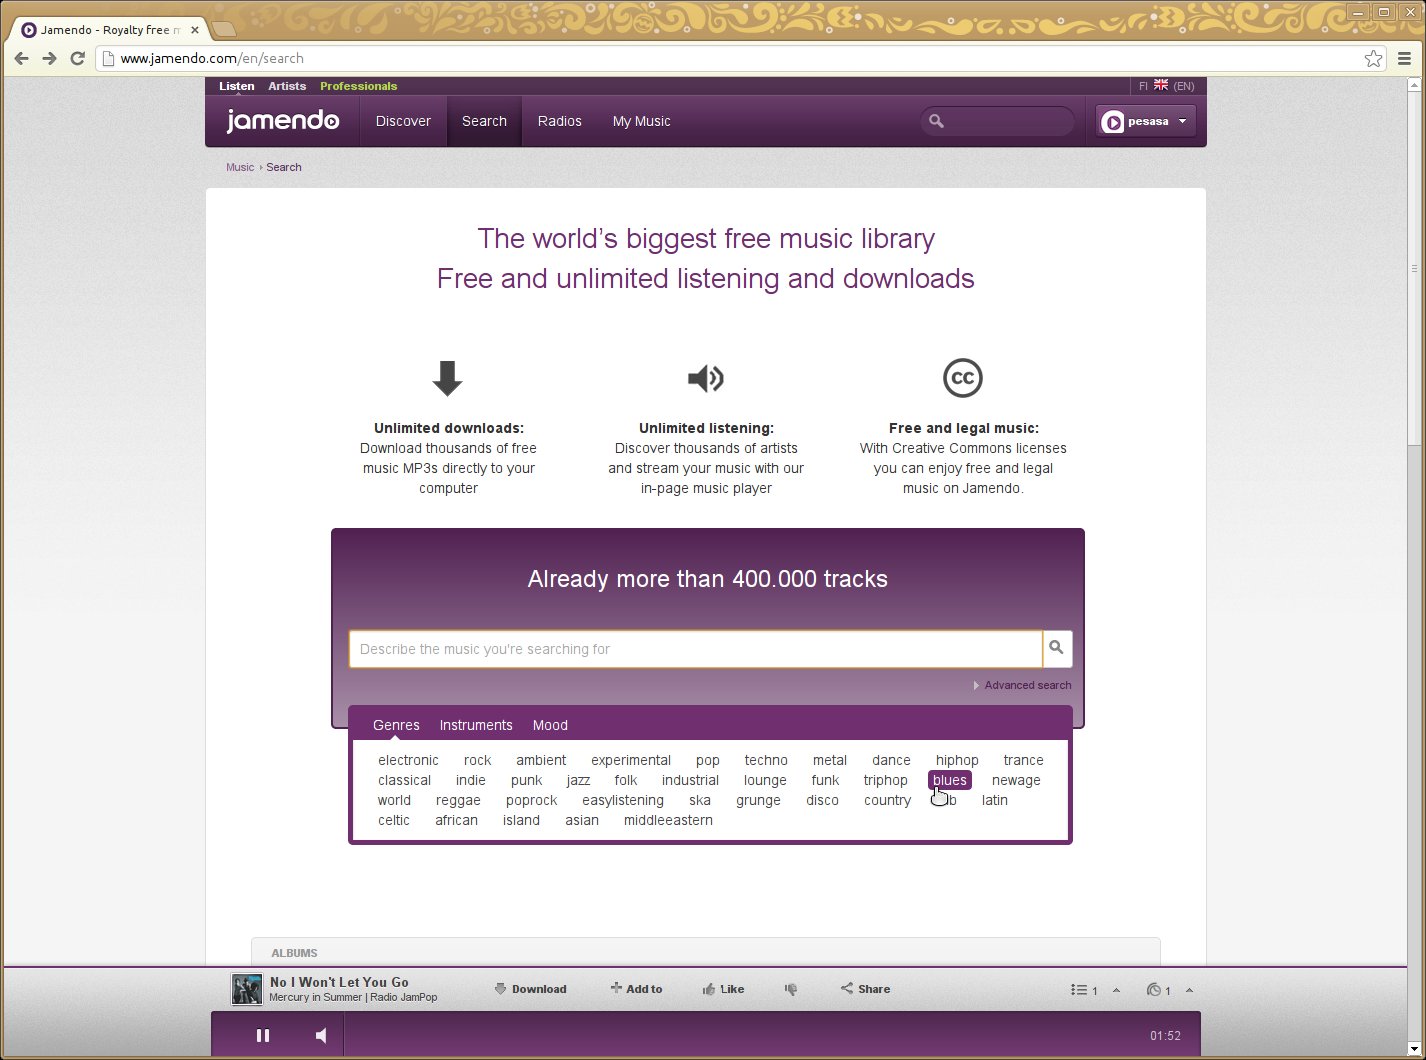 Jamendo - Royalty free m
www.jamendo.com/en/search
Listen Artists Professionals FI (EN)
jamendo Discover Search Radios My Music pesasa
Music Search
The world's biggest free music library
Free and unlimited listening and downloads
cc
Unlimited downloads:
Download thousands of free
music MP3s directly to your
computer
Unlimited listening:
Discover thousands of artists
and stream your music with our
in-page music player
Free and legal music:
With Creative Commons licenses
you can enjoy free and legal
music on Jamendo.
Already more than 400.000 tracks
Describe the music you're searching for
Advanced search
Genres Instruments Mood
electronic rock ambient experimental pop techno metal dance hiphop trance
classical indie punk jazz folk industrial lounge funk triphop blues newage
world reggae poprock easylistening ska grunge disco country latin
celtic african island asian middleeastern
ALBUMS
No I Won't Let You Go
Mercury in Summer | Radio JamPop
Download Add to Like Share 1 1
01:52